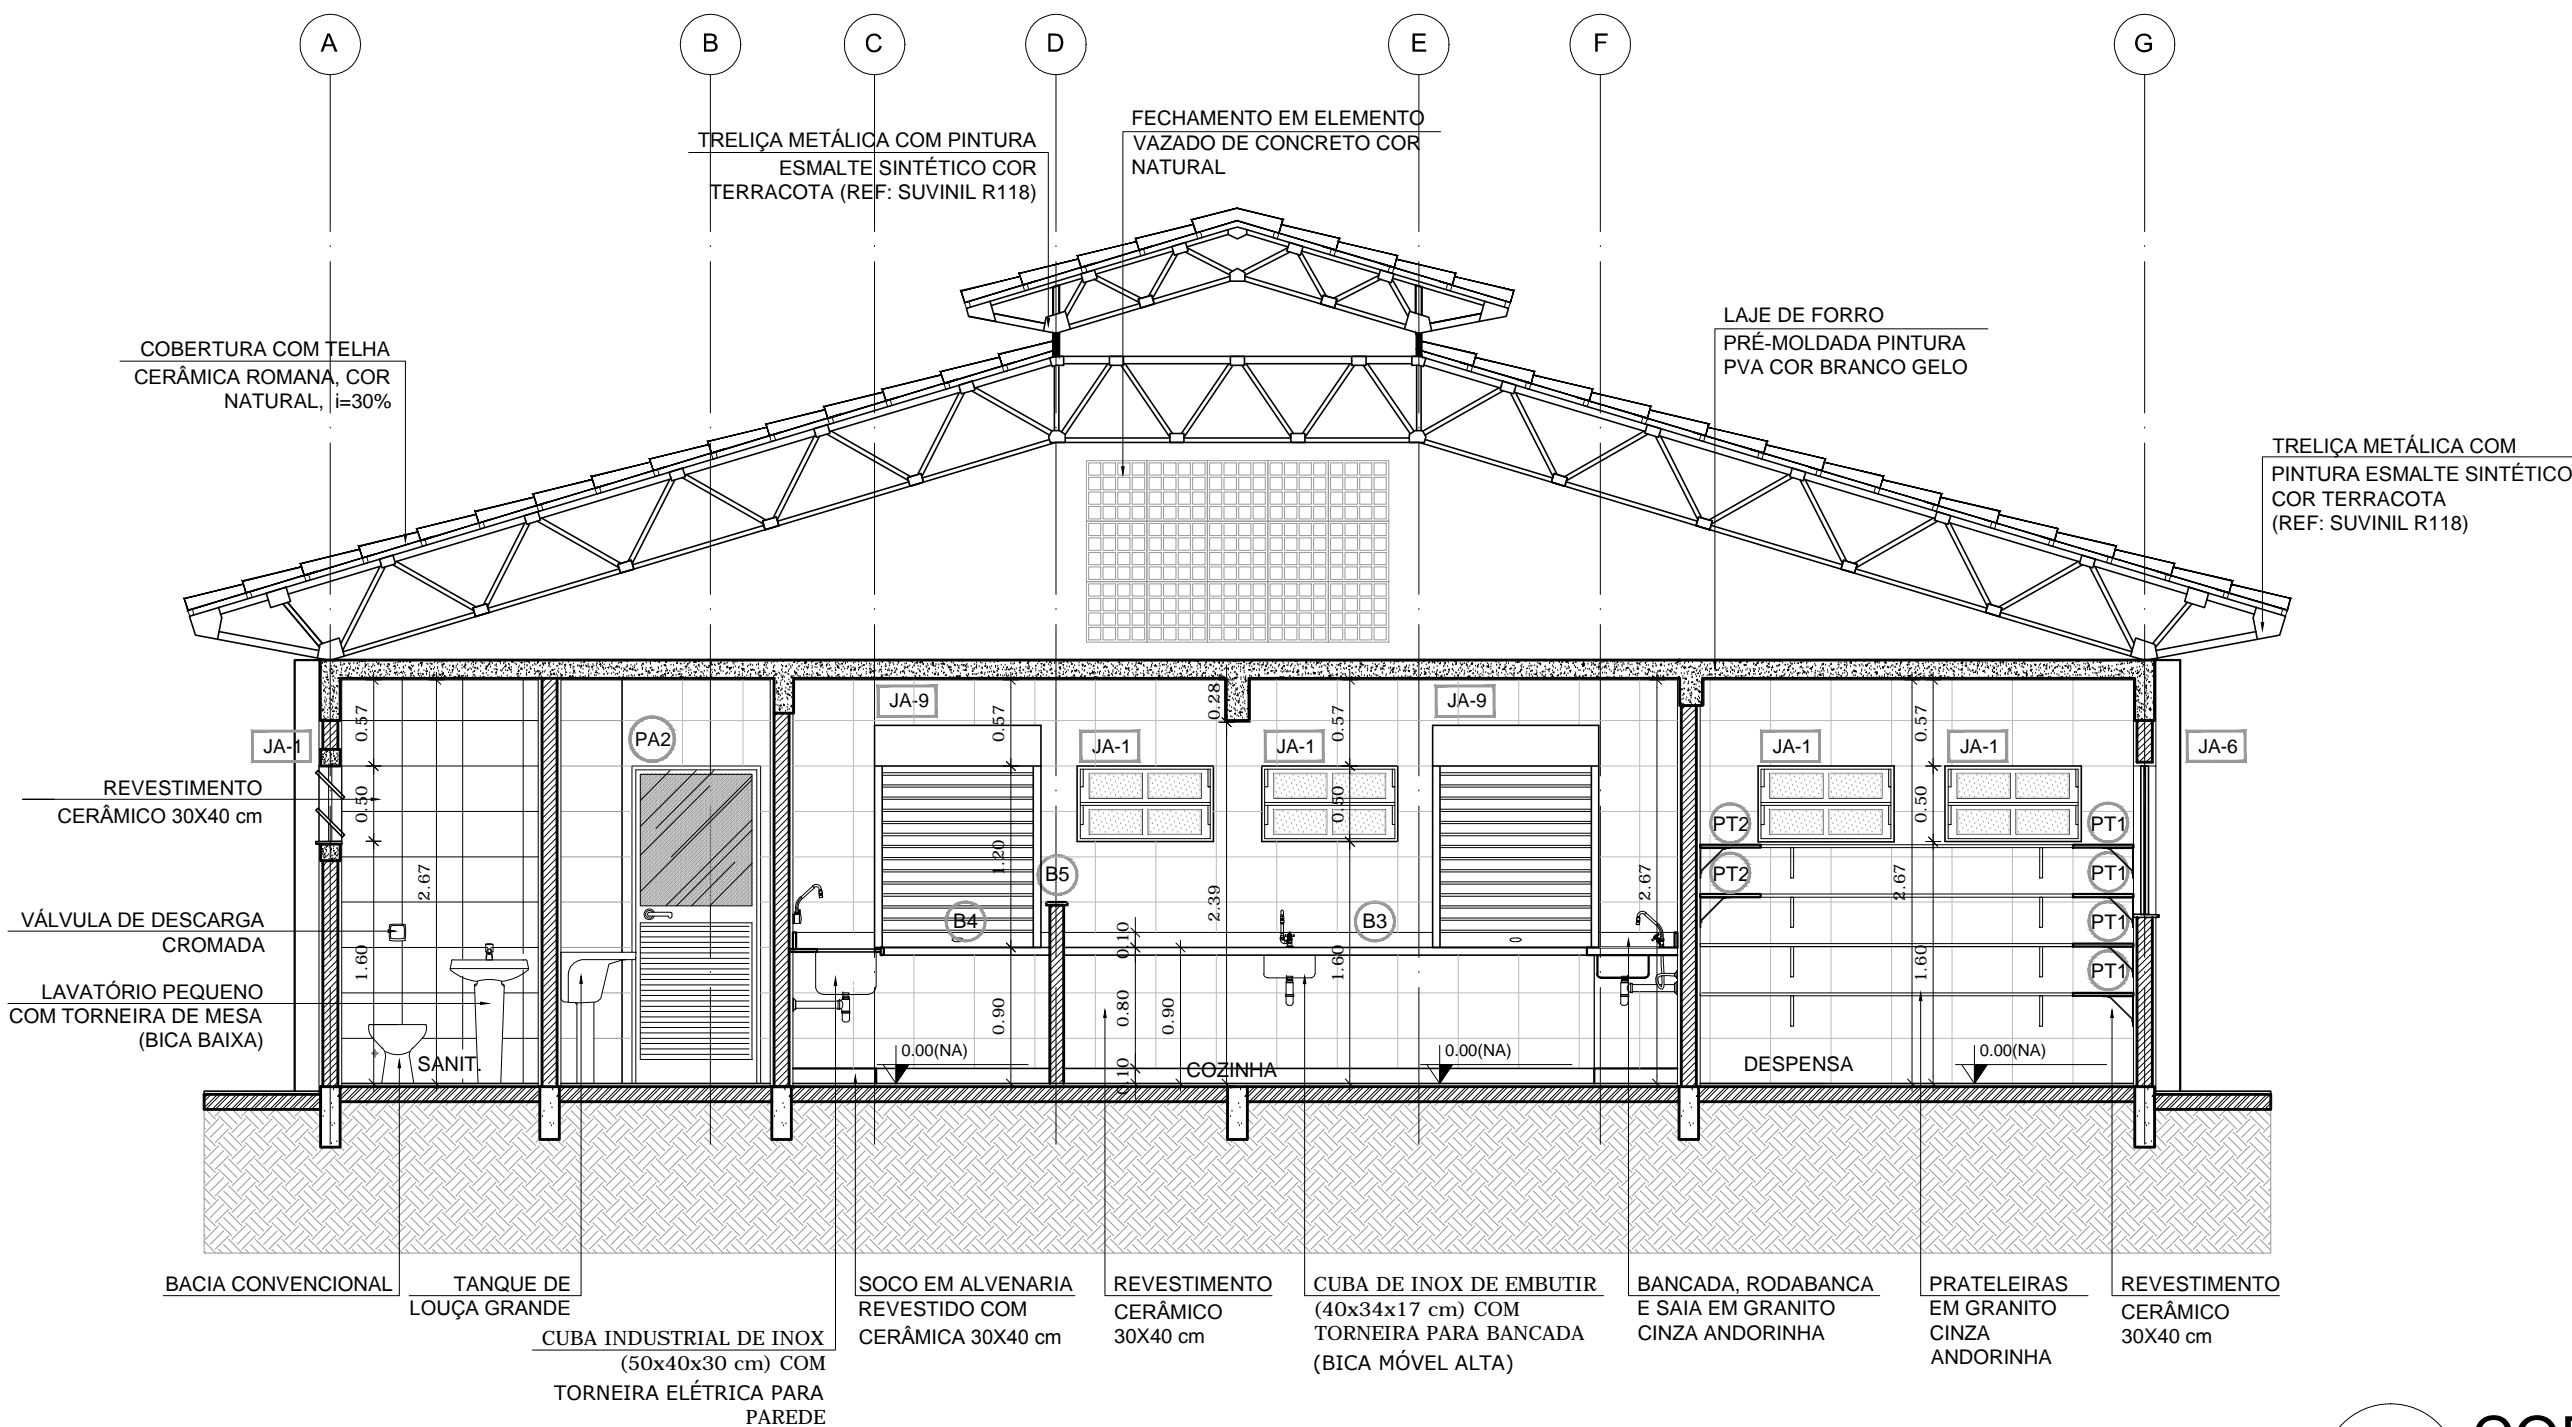 A
B
C
D
E
F
G
FECHAMENTO EM ELEMENTO
VAZADO DE CONCRETO COR
NATURAL
TRELIÇA METÁLICA COM PINTURA
ESMALTE SINTÉTICO COR
TERRACOTA (REF: SUVINIL R118)
LAJE DE FORRO
PRÉ-MOLDADA PINTURA
PVA COR BRANCO GELO
COBERTURA COM TELHA
CERÂMICA ROMANA, COR
NATURAL, i=30%
TRELIÇA METÁLICA COM
PINTURA ESMALTE SINTÉTICO
COR TERRACOTA
(REF: SUVINIL R118)
JA-1
0.57
PA2
JA-9
0.57
JA-1
0.28
JA-1
0.57
JA-9
JA-1
0.57
JA-1
JA-6
REVESTIMENTO
CERÂMICO 30X40 cm
0.50
2.67
1.60
1.20
B5
B4
2.39
0.50
B3
2.67
PT2
PT2
2.67
0.50
PT1
PT1
PT1
PT1
VÁLVULA DE DESCARGA
CROMADA
LAVATÓRIO PEQUENO
COM TORNEIRA DE MESA
(BICA BAIXA)
0.10
0.80
0.10
0.90
0.90
1.60
1.60
SANIT.
0.00(NA)
COZINHA
0.00(NA)
DESPENSA
0.00(NA)
BACIA CONVENCIONAL
TANQUE DE
LOUÇA GRANDE
CUBA INDUSTRIAL DE INOX
(50x40x30 cm) COM
TORNEIRA ELÉTRICA PARA
PAREDE
SOCO EM ALVENARIA
REVESTIDO COM
CERÂMICA 30X40 cm
REVESTIMENTO
CERÂMICO
30X40 cm
CUBA DE INOX DE EMBUTIR
(40x34x17 cm) COM
TORNEIRA PARA BANCADA
(BICA MÓVEL ALTA)
BANCADA, RODABANCA
E SAIA EM GRANITO
CINZA ANDORINHA
PRATELEIRAS
EM GRANITO
CINZA
ANDORINHA
REVESTIMENTO
CERÂMICO
30X40 cm